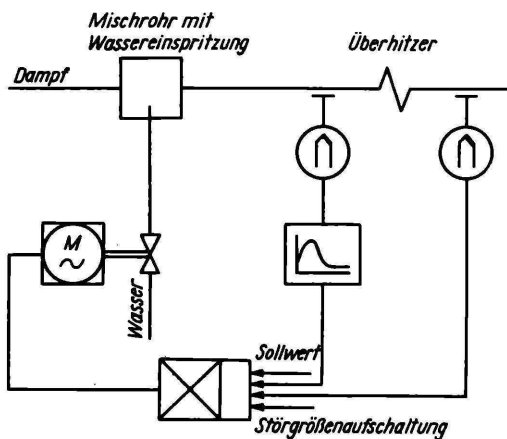 Mischrohr mit
Wassereinspritzung
Überhitzer
Dampf
M
Wasser
Sollwert
Störgrößenaufschaltung